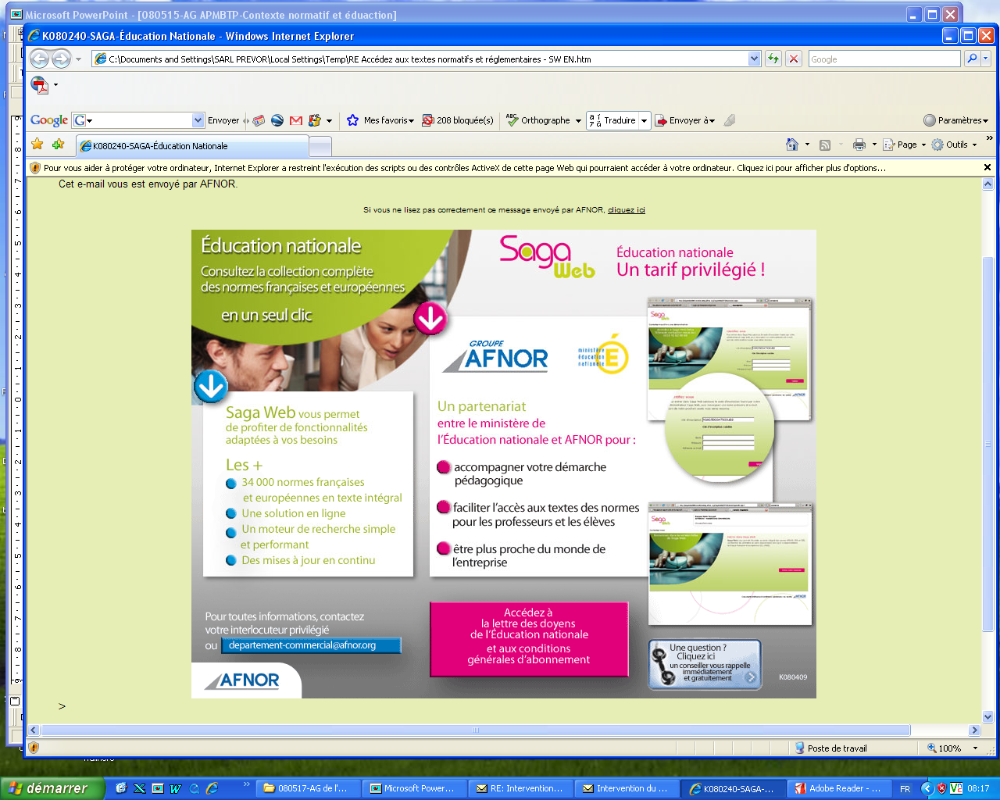 Microsoft PowerPoint - [080515-AG APMBTP-Contexte normatif et éduaction]
K080240-SAGA-Éducation Nationale - Windows Internet Explorer
C:\Documents and Settings\SARL PREVOR\Local Settings\Temp\RE Accédez aux textes normatifs et réglementaires - SW EN.htm
Google
Google G Envoyer Mes favoris 208 bloquée(s) Orthographe Traduire Envoyer à Paramètres
K080240-SAGA-Éducation Nationale
Page Outils
Pour vous aider à protéger votre ordinateur, Internet Explorer a restreint l'exécution des scripts ou des contrôles ActiveX de cette page Web qui pourraient accéder à votre ordinateur. Cliquez ici pour afficher plus d'options...
Cet e-mail vous est envoyé par AFNOR.
Si vous ne lisez pas correctement ce message envoyé par AFNOR, cliquez ici
Éducation nationale
Consultez la collection complète
des normes françaises et européennes
en un seul clic
Saga
Web
Éducation nationale
Un tarif privilégié !
GROUPE
AFNOR
ministère
éducation
nationale
É
Saga Web vous permet
de profiter de fonctionnalités
adaptées à vos besoins
Les +
34 000 normes françaises
et européennes en texte intégral
Une solution en ligne
Un moteur de recherche simple
et performant
Des mises à jour en continu
Un partenariat
entre le ministère de
l'Éducation nationale et AFNOR pour :
accompagner votre démarche
pédagogique
faciliter l'accès aux textes des normes
pour les professeurs et les élèves
être plus proche du monde de
l'entreprise
Saga
Web
Saga
Web
Pour toutes informations, contactez
votre interlocuteur privilégié
ou departement-commercial@afnor.org
AFNOR
Accédez à
la lettre des doyens
de l'Éducation nationale
et aux conditions
générales d'abonnement
Une question ?
Cliquez ici
un conseiller vous rappelle
immédiatement
et gratuitement
K080409
>
Poste de travail
100%
démarrer
080517-AG de l'...
Microsoft Power...
RE: Intervention...
Intervention du ...
K080240-SAGA-...
Adobe Reader - ...
FR
08:17